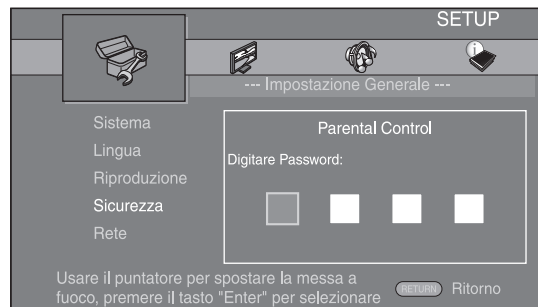 SETUP
--- Impostazione Generale ---
Sistema
Lingua
Riproduzione
Sicurezza
Rete
Parental Control
Digitare Password:
Usare il puntatore per spostare la messa a
fuoco, premere il tasto "Enter" per selezionare
RETURN Ritorno